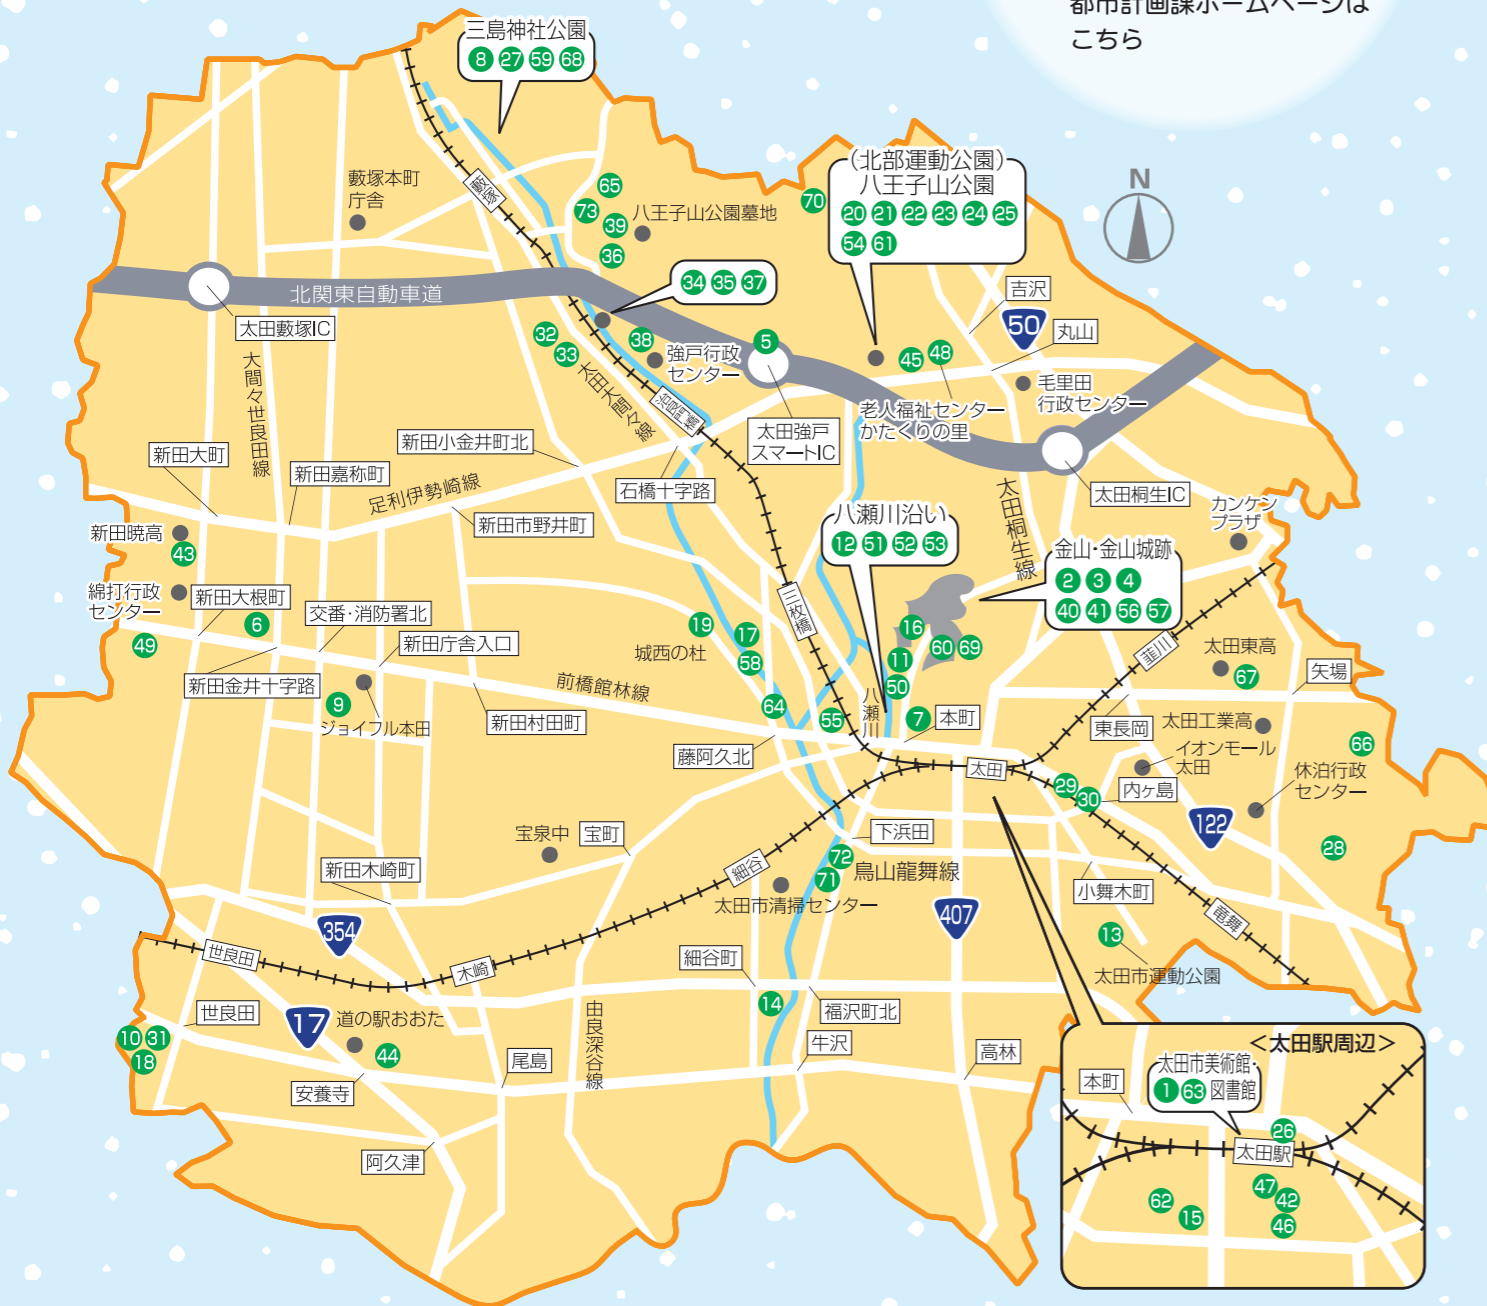 都市計画課ホームページは
こちら
三島神社公園
8 27 59 68
N
(北部運動公園)
八王子山公園
20 21 22 23 24 25
54 61
70
藪塚本町
庁舎
藪塚
65
73
39
八王子山公園墓地
36
34 35 37
北関東自動車道
太田藪塚IC
大間々世良田線
32
33
38
強戸行政
センター
5
太田強戸
スマートIC
太田大間々線
治良門橋
45
48
老人福祉センター
かたくりの里
吉沢
50
丸山
毛里田
行政センター
太田桐生IC
太田桐生線
新田小金井町北
新田大町
新田嘉称町
足利伊勢崎線
新田市野井町
石橋十字路
カンケン
プラザ
八瀬川沿い
12 51 52 53
金山・金山城跡
2 3 4
40 41 56 57
新田暁高
43
綿打行政
センター
49
新田大根町
6
交番・消防署北
新田庁舎入口
新田金井十字路
9
ジョイフル本田
新田村田町
前橋館林線
三枚橋
19
城西の杜
17
58
64
55
八瀬川
16
11
60 69
50
7
本町
韮川
太田東高
67
矢場
東長岡
太田工業高
イオンモール
太田
66
休泊行政
センター
藤阿久北
太田
29
30
内ヶ島
122
28
宝泉中
宝町
新田木崎町
細谷
下浜田
72
71
鳥山龍舞線
太田市清掃センター
407
小舞木町
竜舞
13
太田市運動公園
354
世良田
木崎
細谷町
14
福沢町北
世良田
10 31
18
17
道の駅おおた
44
安養寺
尾島
由良深谷線
牛沢
高林
阿久津
<太田駅周辺>
太田市美術館・
1 63 図書館
本町
26
太田駅
47
42
46
62
15